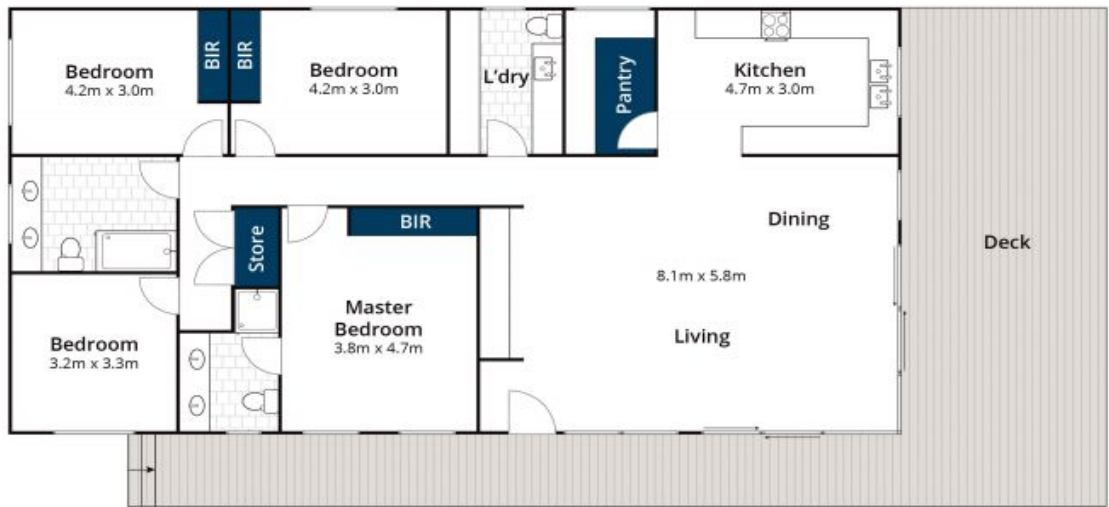 Bedroom
4.2m x 3.0m
BIR
BIR
Bedroom
4.2m x 3.0m
L'dry
Pantry
Kitchen
4.7m x 3.0m
Dining
8.1m x 5.8m
Living
Deck
BIR
Store
Master
Bedroom
3.8m x 4.7m
Bedroom
3.2m x 3.3m